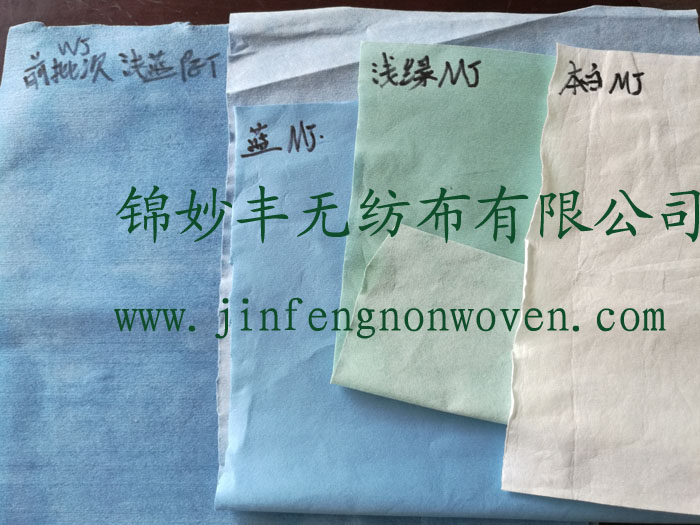 WJ
前批次 浅蓝
蓝 MJ.
浅绿 MJ
本白 MJ
锦妙丰无纺布有限公司
www.jinfengnonwoven.com